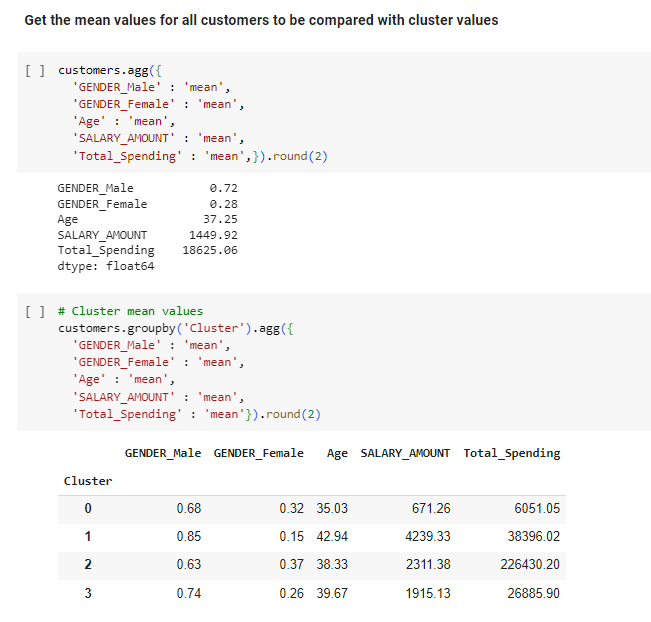 Get the mean values for all customers to be compared with cluster values
[ ] customers.agg({
'GENDER_Male' : 'mean',
'GENDER_Female' : 'mean',
'Age' : 'mean',
'SALARY_AMOUNT' : 'mean',
'Total_Spending' : 'mean',}).round(2)
GENDER_Male 0.72
GENDER_Female 0.28
Age 37.25
SALARY_AMOUNT 1449.92
Total_Spending 18625.06
dtype: float64
[ ] # Cluster mean values
customers.groupby('Cluster').agg({
'GENDER_Male' : 'mean',
'GENDER_Female' : 'mean',
'Age' : 'mean',
'SALARY_AMOUNT' : 'mean',
'Total_Spending' : 'mean'}).round(2)
GENDER_Male GENDER_Female Age SALARY_AMOUNT Total_Spending
Cluster
0 0.68 0.32 35.03 671.26 6051.05
1 0.85 0.15 42.94 4239.33 38396.02
2 0.63 0.37 38.33 2311.38 226430.20
3 0.74 0.26 39.67 1915.13 26885.90